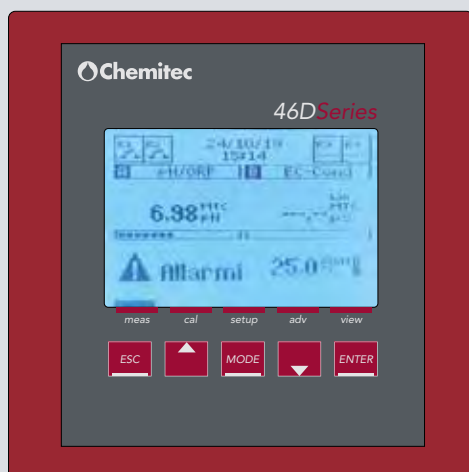 Chemitec
46DSeries
24/10/19
15:14
pH/ORP EC-Cond
6.98 MTC pH
Allarmi 25.0
meas cal setup adv view
ESC MODE ENTER